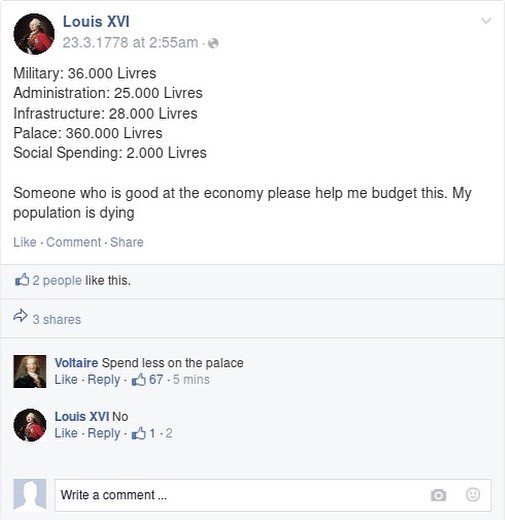 Louis XVI
23.3.1778 at 2:55am ·
Military: 36.000 Livres
Administration: 25.000 Livres
Infrastructure: 28.000 Livres
Palace: 360.000 Livres
Social Spending: 2.000 Livres
Someone who is good at the economy please help me budget this. My
population is dying
Like · Comment · Share
2 people like this.
3 shares
Voltaire Spend less on the palace
Like · Reply · 67 · 5 mins
Louis XVI No
Like · Reply · 1 · 2
Write a comment ...